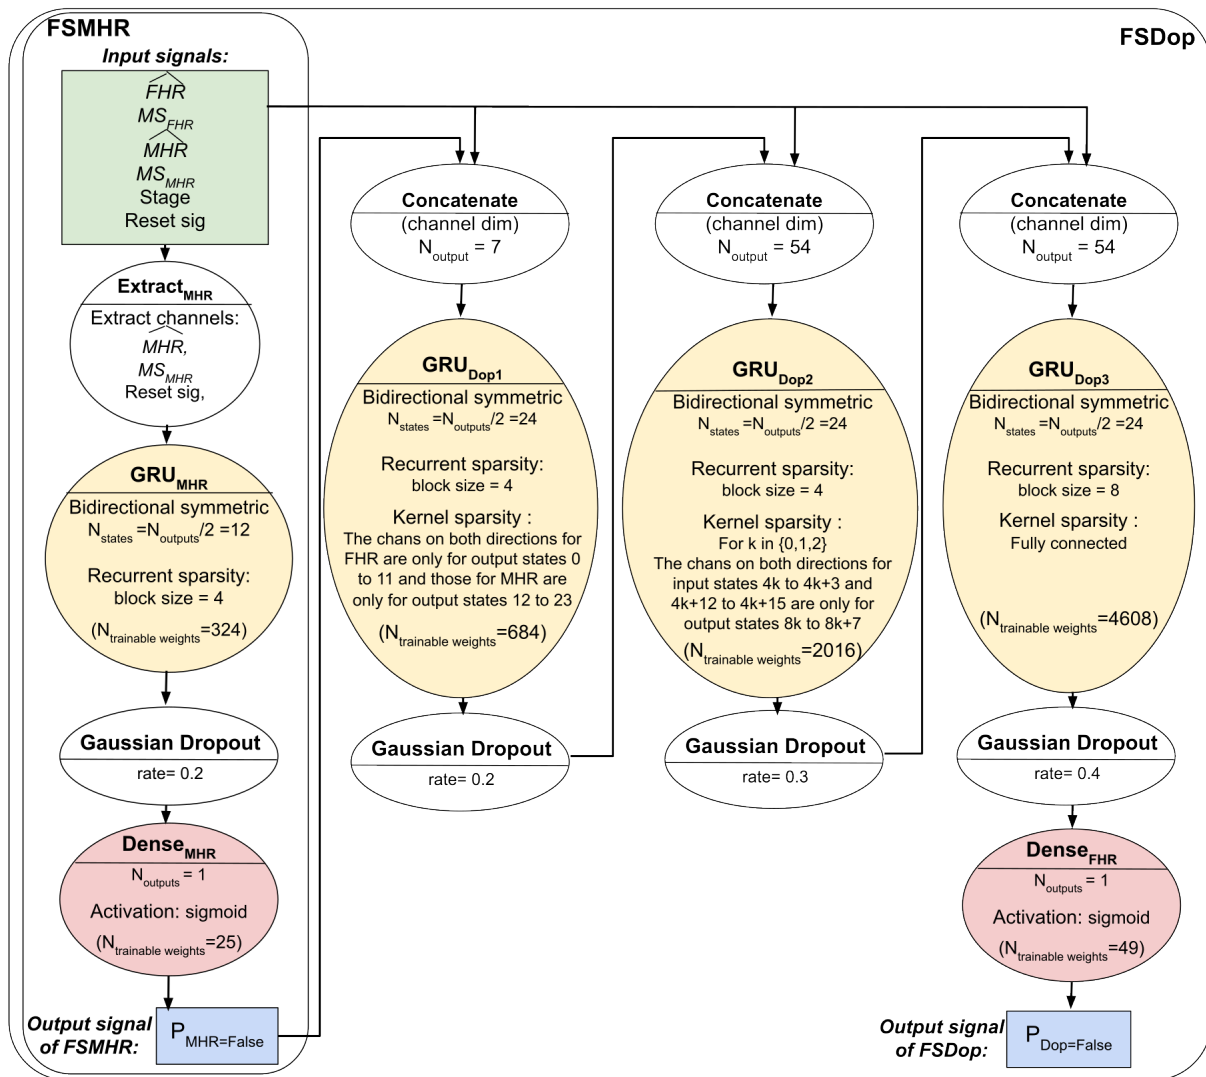 FSMHR
FSDop
Input signals:
FHR
MS_FHR
MHR
MS_MHR
Stage
Reset sig
Extract_MHR
Extract channels:
MHR,
MS_MHR
Reset sig,
GRU_MHR
Bidirectional symmetric
N_states =N_outputs/2 =12
Recurrent sparsity:
block size = 4
(N_trainable weights=324)
Gaussian Dropout
rate= 0.2
Dense_MHR
N_outputs = 1
Activation: sigmoid
(N_trainable weights=25)
Output signal
of FSMHR:
P_MHR=False
Concatenate
(channel dim)
N_output = 7
GRU_Dop1
Bidirectional symmetric
N_states =N_outputs/2 =24
Recurrent sparsity:
block size = 4
Kernel sparsity :
The chans on both directions for
FHR are only for output states 0
to 11 and those for MHR are
only for output states 12 to 23
(N_trainable weights=684)
Gaussian Dropout
rate= 0.2
Concatenate
(channel dim)
N_output = 54
GRU_Dop2
Bidirectional symmetric
N_states =N_outputs/2 =24
Recurrent sparsity:
block size = 4
Kernel sparsity :
For k in {0,1,2}
The chans on both directions for
input states 4k to 4k+3 and
4k+12 to 4k+15 are only for
output states 8k to 8k+7
(N_trainable weights=2016)
Gaussian Dropout
rate= 0.3
Concatenate
(channel dim)
N_output = 54
GRU_Dop3
Bidirectional symmetric
N_states =N_outputs/2 =24
Recurrent sparsity:
block size = 8
Kernel sparsity:
Fully connected
(N_trainable weights=4608)
Gaussian Dropout
rate= 0.4
Dense_FHR
N_outputs = 1
Activation: sigmoid
(N_trainable weights=49)
Output signal
of FSDop:
P_Dop=False